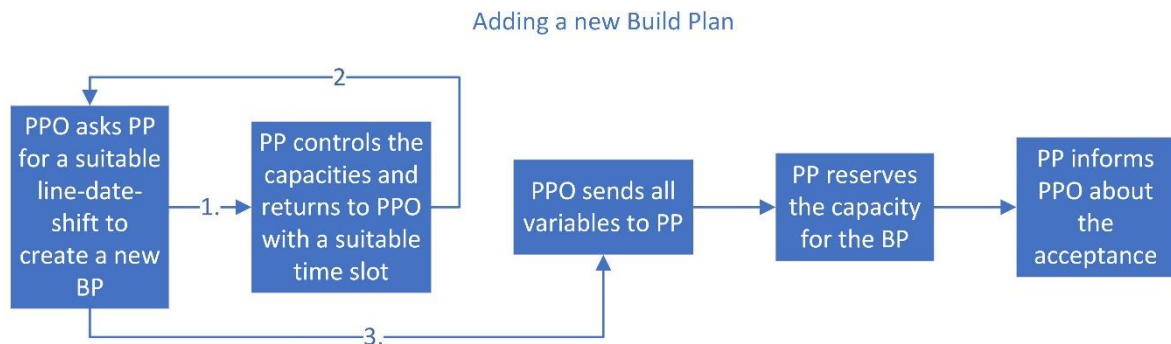 Adding a new Build Plan
2
PPO asks PP
for a suitable
line-date-
shift to
create a new
BP
1.
PP controls the
capacities and
returns to PPO
with a suitable
time slot
3.
PPO sends all
variables to PP
PP reserves
the capacity
for the BP
PP informs
PPO about
the
acceptance